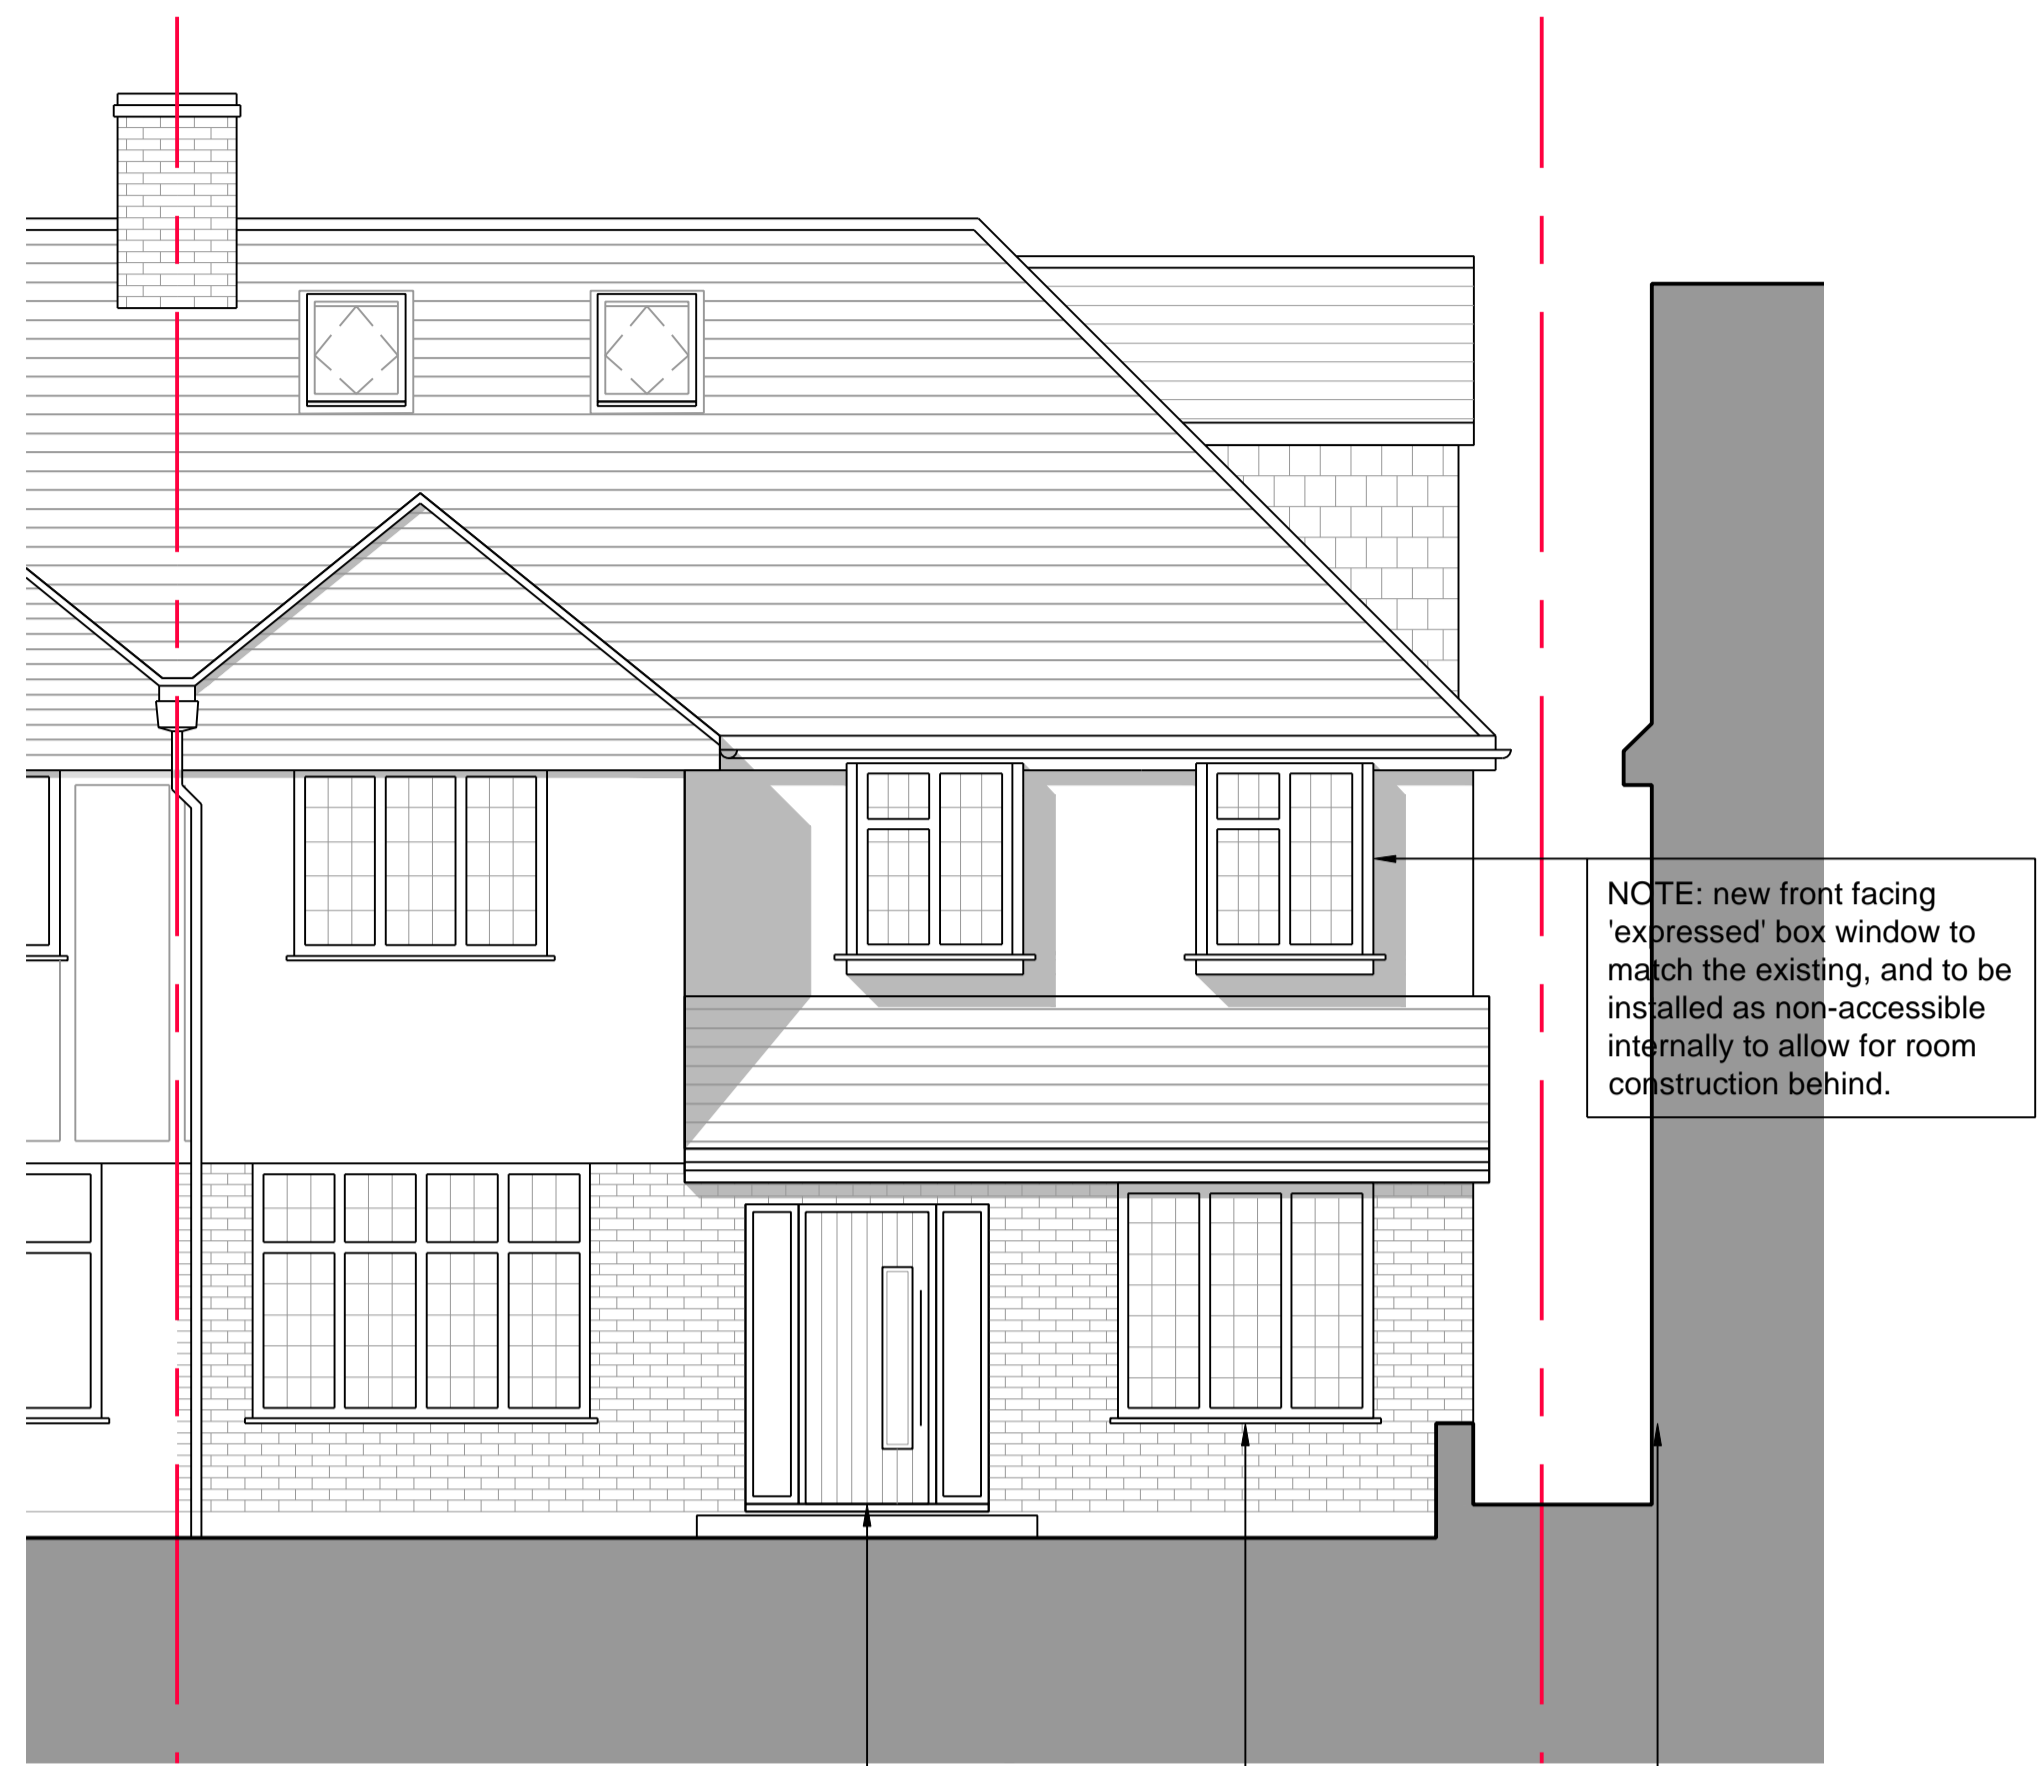 NOTE: new front facing
'expressed' box window to
match the existing, and to be
installed as non-accessible
internally to allow for room
construction behind.